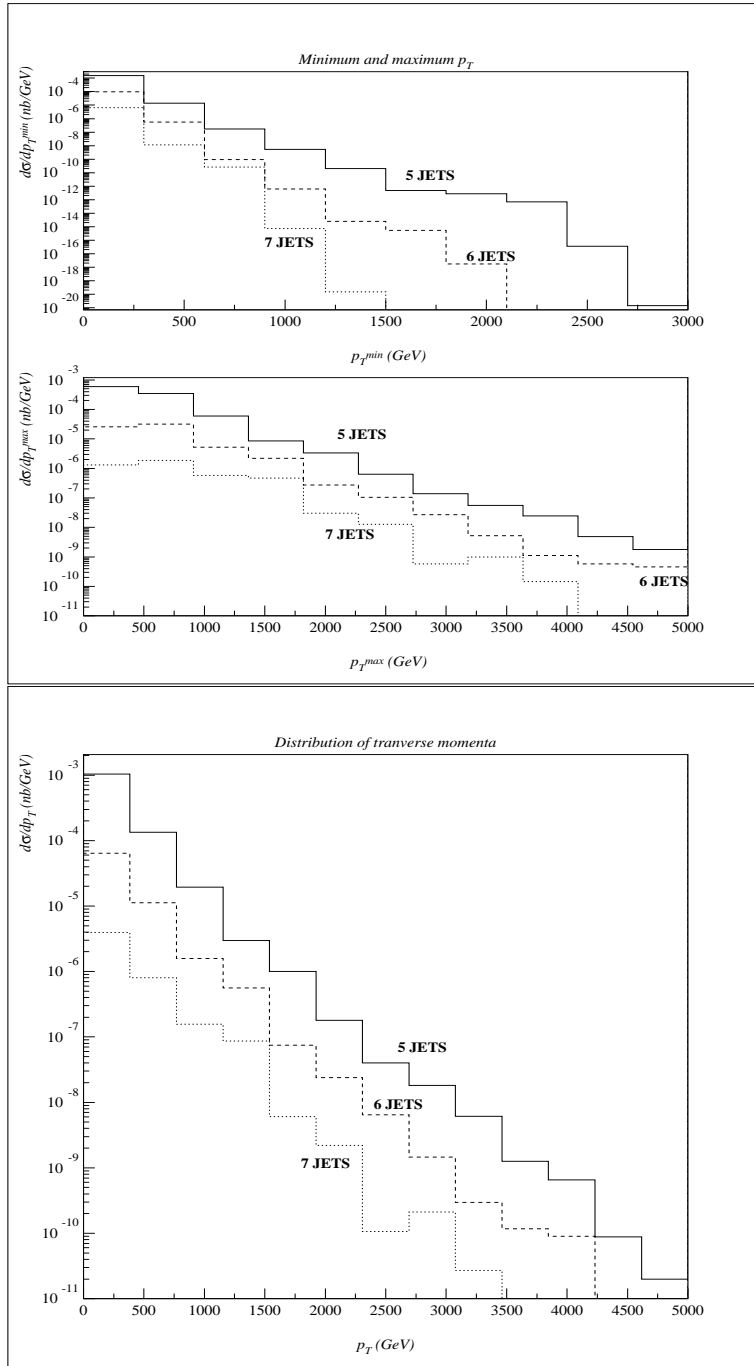 Minimum and maximum p_T
dσ/dp_T^min (nb/GeV)
10^-4
10^-6
10^-8
10^-10
10^-12
10^-14
10^-16
10^-18
10^-20
5 JETS
7 JETS
6 JETS
0 500 1000 1500 2000 2500 3000
p_T^min (GeV)
dσ/dp_T^max (nb/GeV)
10^-3
10^-4
10^-5
10^-6
10^-7
10^-8
10^-9
10^-10
10^-11
5 JETS
7 JETS
6 JETS
0 500 1000 1500 2000 2500 3000 3500 4000 4500 5000
p_T^max (GeV)
Distribution of tranverse momenta
dσ/dp_T (nb/GeV)
10^-3
10^-4
10^-5
10^-6
10^-7
10^-8
10^-9
10^-10
10^-11
5 JETS
6 JETS
7 JETS
0 500 1000 1500 2000 2500 3000 3500 4000 4500 5000
p_T (GeV)